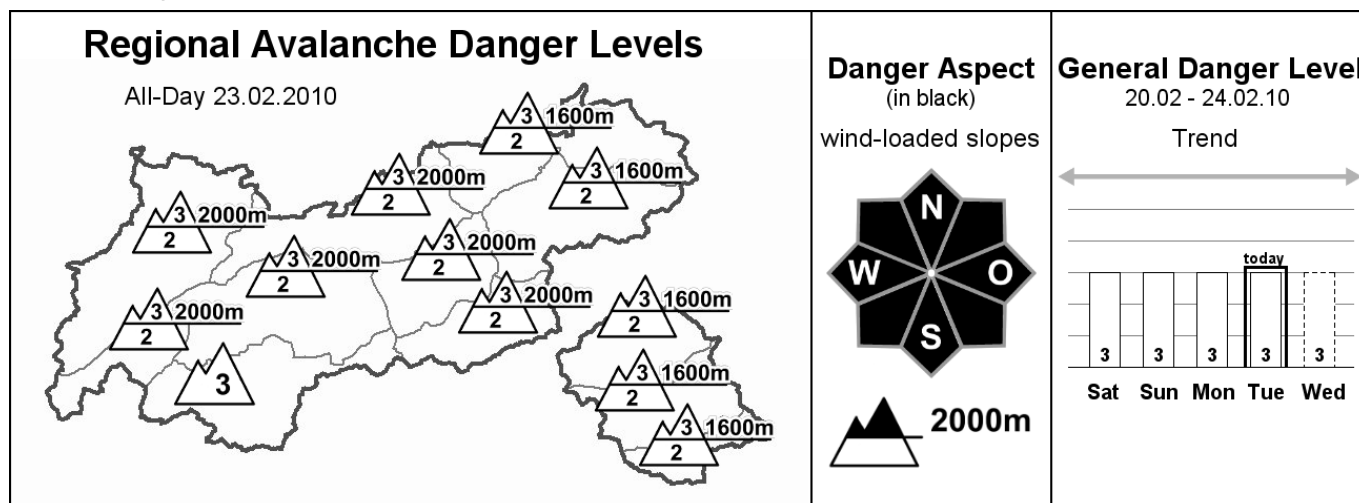 Regional Avalanche Danger Levels
All-Day 23.02.2010
3 1600m
2
3 1600m
2
3 2000m
2
3 2000m
2
3 2000m
2
3 2000m
2
3 2000m
2
3 2000m
2
3 1600m
2
3
3 1600m
2
3 1600m
2
Danger Aspect
(in black)
wind-loaded slopes
N
W O
S
2000m
General Danger Level
20.02 - 24.02.10
Trend
today
3 3 3 3 3
Sat Sun Mon Tue Wed